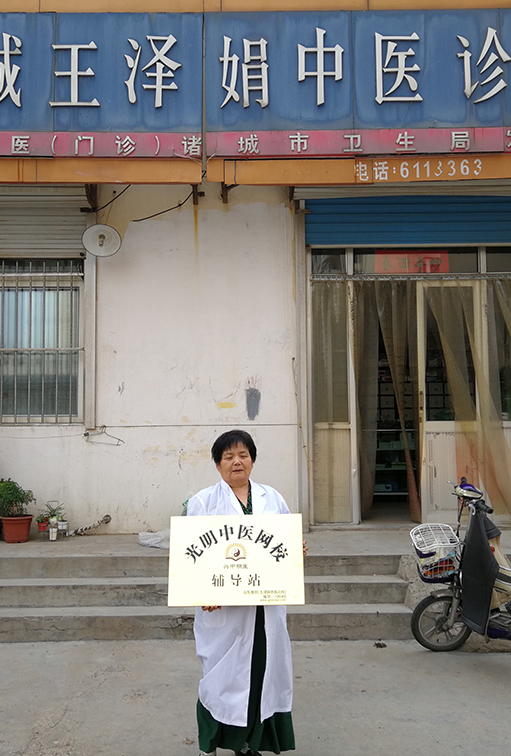 城王泽娟中医诊
医(门诊)诸城市卫生局
电话:6113363
光明中医网校
辅导站